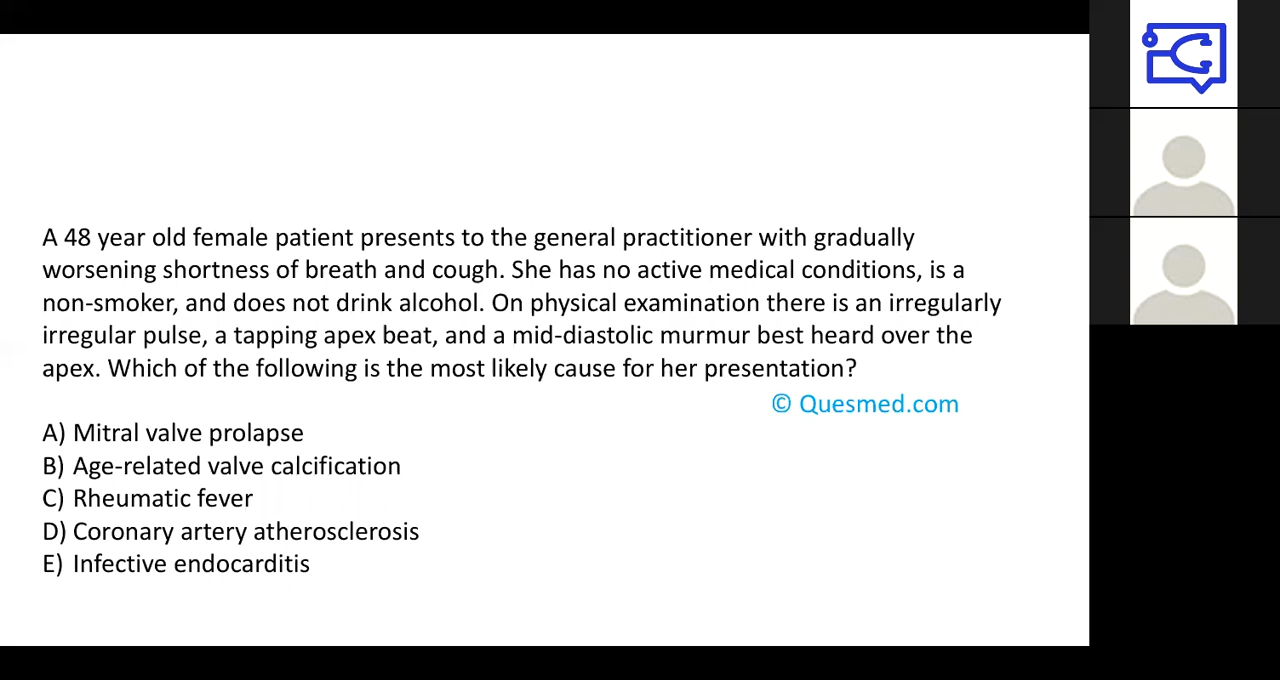 A 48 year old female patient presents to the general practitioner with gradually
worsening shortness of breath and cough. She has no active medical conditions, is a
non-smoker, and does not drink alcohol. On physical examination there is an irregularly
irregular pulse, a tapping apex beat, and a mid-diastolic murmur best heard over the
apex. Which of the following is the most likely cause for her presentation?
© Quesmed.com
A) Mitral valve prolapse
B) Age-related valve calcification
C) Rheumatic fever
D) Coronary artery atherosclerosis
E) Infective endocarditis